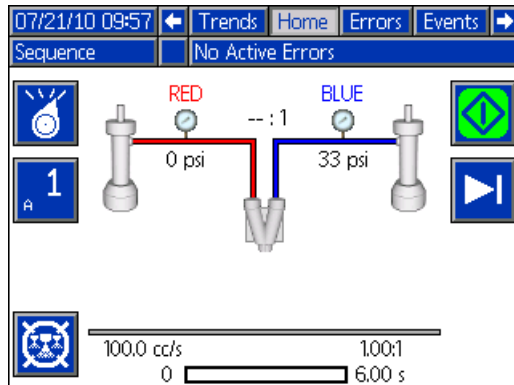 07/21/10 09:57 Trends Home Errors Events
Sequence No Active Errors
RED BLUE
-- : 1
0 psi 33 psi
1
A
100.0 cc/s 1.00:1
0 6.00 s